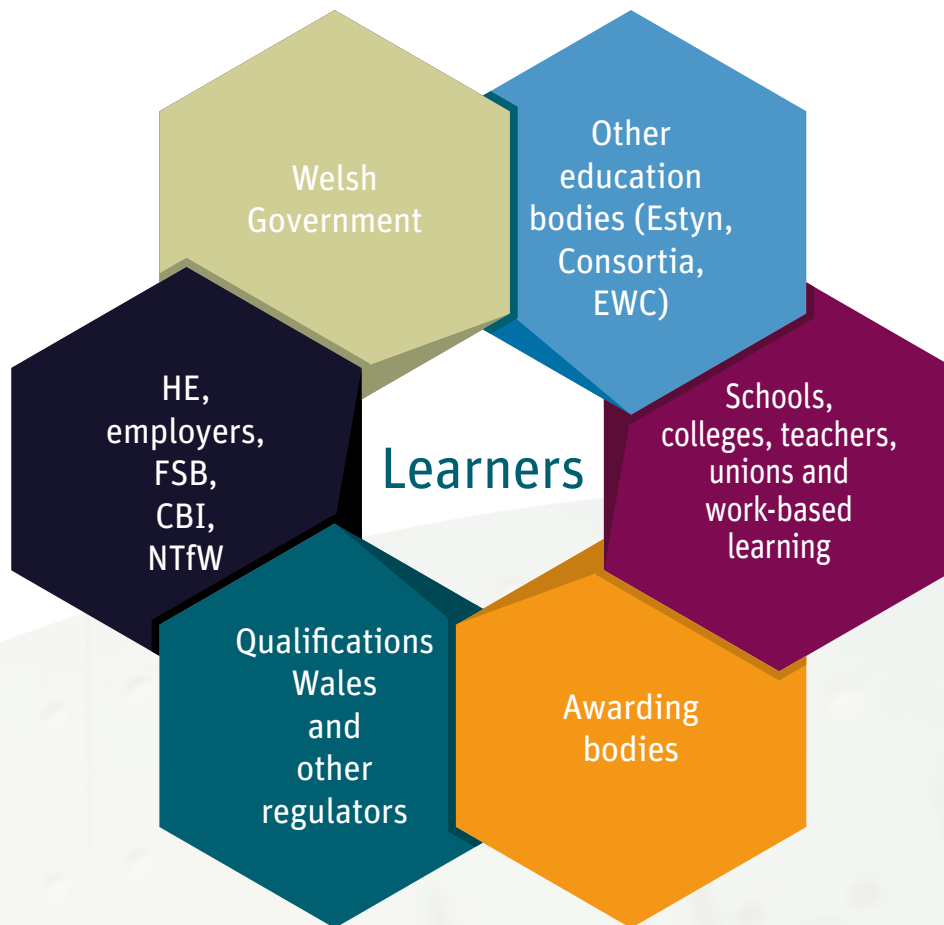 Welsh
Government
Other
education
bodies (Estyn,
Consortia,
EWC)
HE,
employers,
FSB,
CBI,
NTfW
Learners
Schools,
colleges, teachers,
unions and
work-based
learning
Qualifications
Wales
and
other
regulators
Awarding
bodies